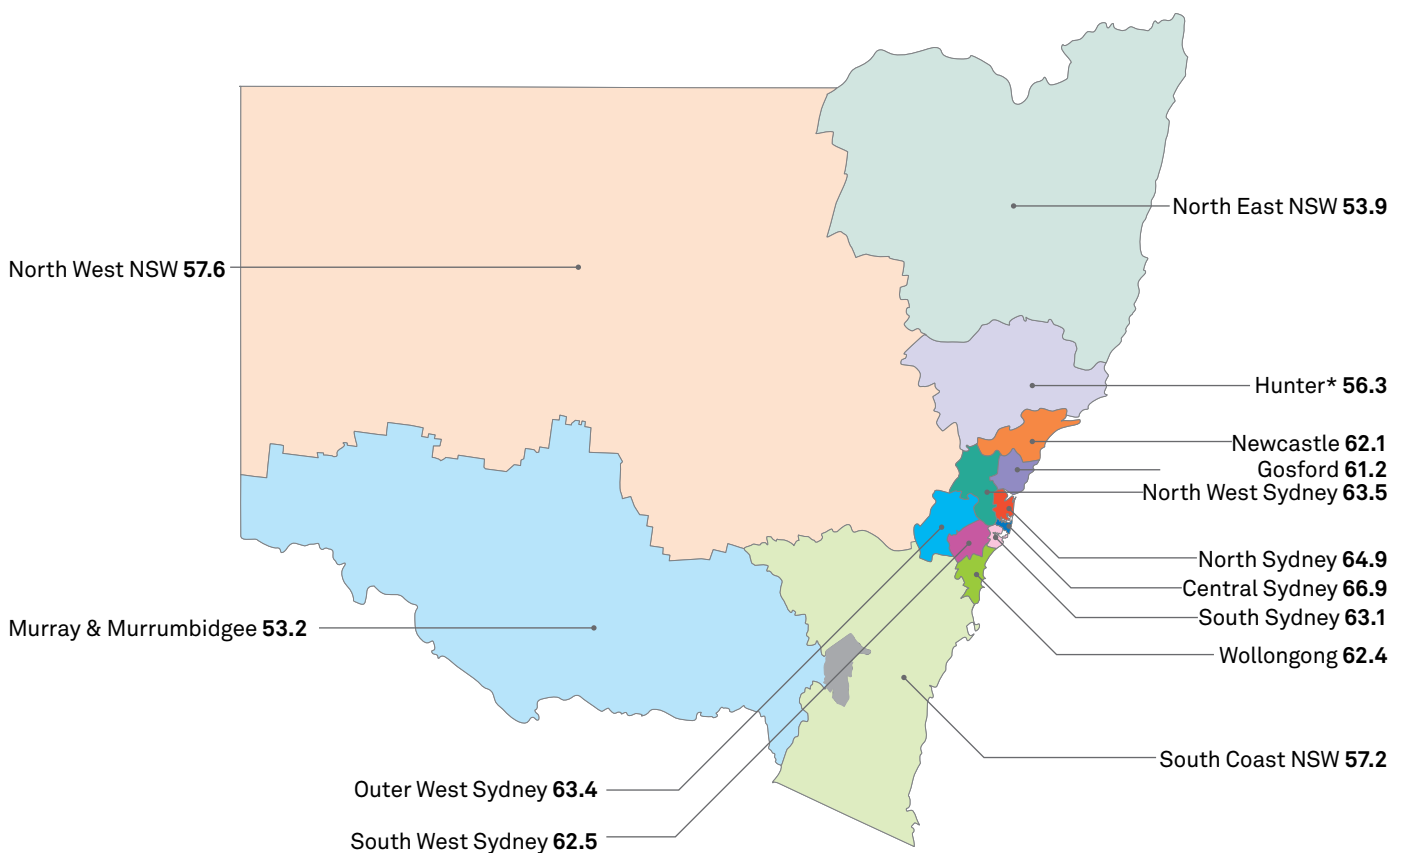 North East NSW 53.9
North West NSW 57.6
Hunter* 56.3
Newcastle 62.1
Gosford 61.2
North West Sydney 63.5
North Sydney 64.9
Central Sydney 66.9
South Sydney 63.1
Murray & Murrumbidgee 53.2
Wollongong 62.4
South Coast NSW 57.2
Outer West Sydney 63.4
South West Sydney 62.5